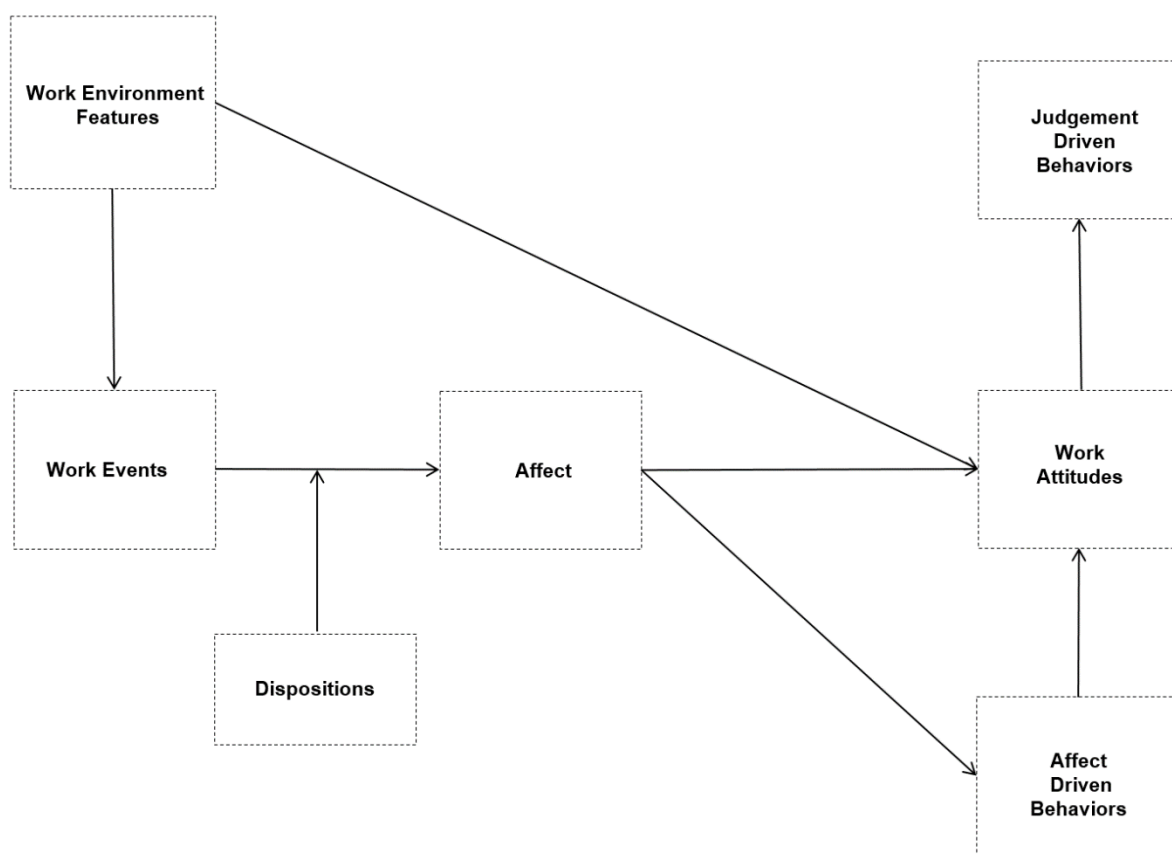 Work Environment
Features
Judgement
Driven
Behaviors
Work Events
Affect
Work
Attitudes
Dispositions
Affect
Driven
Behaviors